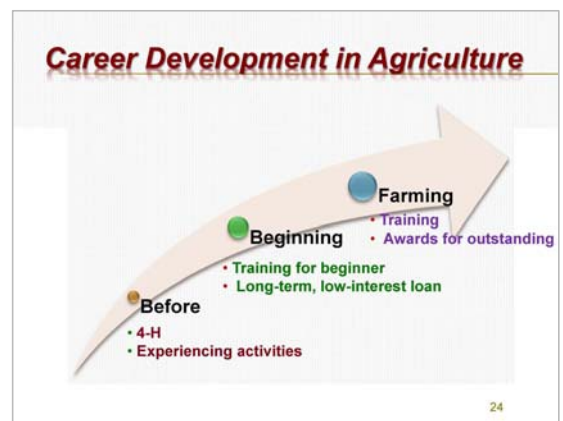 Career Development in Agriculture
Farming
• Training
• Awards for outstanding
Beginning
• Training for beginner
• Long-term, low-interest loan
Before
• 4-H
• Experiencing activities
24